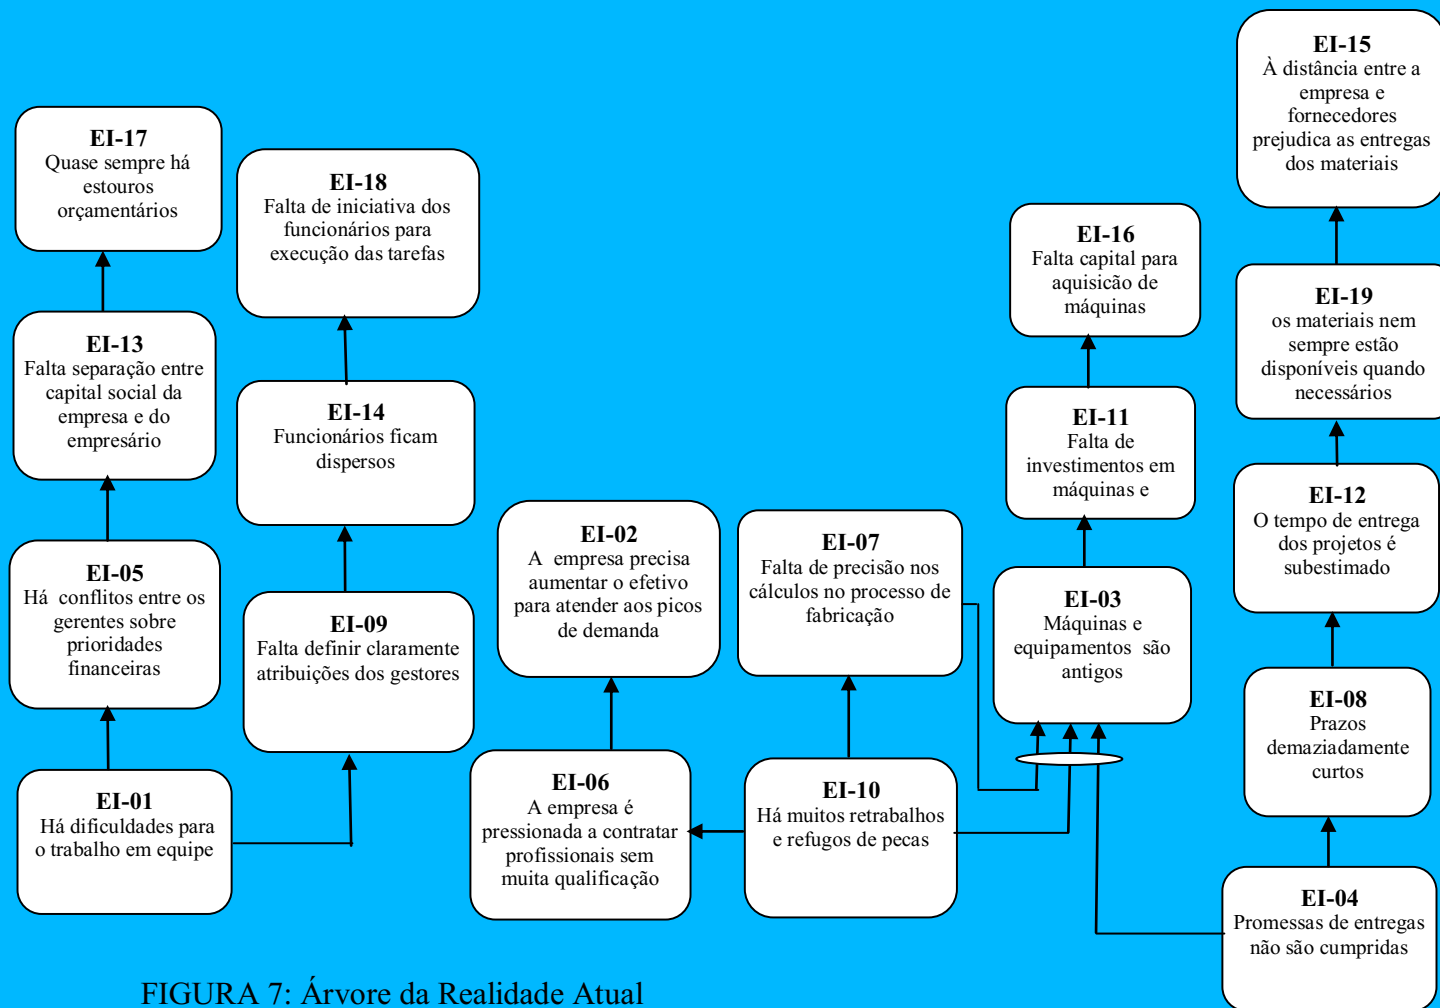 EI-17
Quase sempre há
estouros
orçamentários
EI-13
Falta separação entre
capital social da
empresa e do
empresário
EI-05
Há conflitos entre os
gerentes sobre
prioridades
financeiras
EI-01
Há dificuldades para
o trabalho em equipe
EI-18
Falta de iniciativa dos
funcionários para
execução das tarefas
EI-14
Funcionários ficam
dispersos
EI-09
Falta definir claramente
atribuições dos gestores
EI-02
A empresa precisa
aumentar o efetivo
para atender aos picos
de demanda
EI-06
A empresa é
pressionada a contratar
profissionais sem
muita qualificação
EI-07
Falta de precisão nos
cálculos no processo de
fabricação
EI-10
Há muitos retrabalhos
e refugos de pecas
EI-16
Falta capital para
aquisicão de
máquinas
EI-11
Falta de
investimentos em
máquinas e
EI-03
Máquinas e
equipamentos são
antigos
EI-15
À distância entre a
empresa e
fornecedores
prejudica as entregas
dos materiais
EI-19
os materiais nem
sempre estão
disponíveis quando
necessários
EI-12
O tempo de entrega
dos projetos é
subestimado
EI-08
Prazos
demaziadamente
curtos
EI-04
Promessas de entregas
não são cumpridas
FIGURA 7: Árvore da Realidade Atual